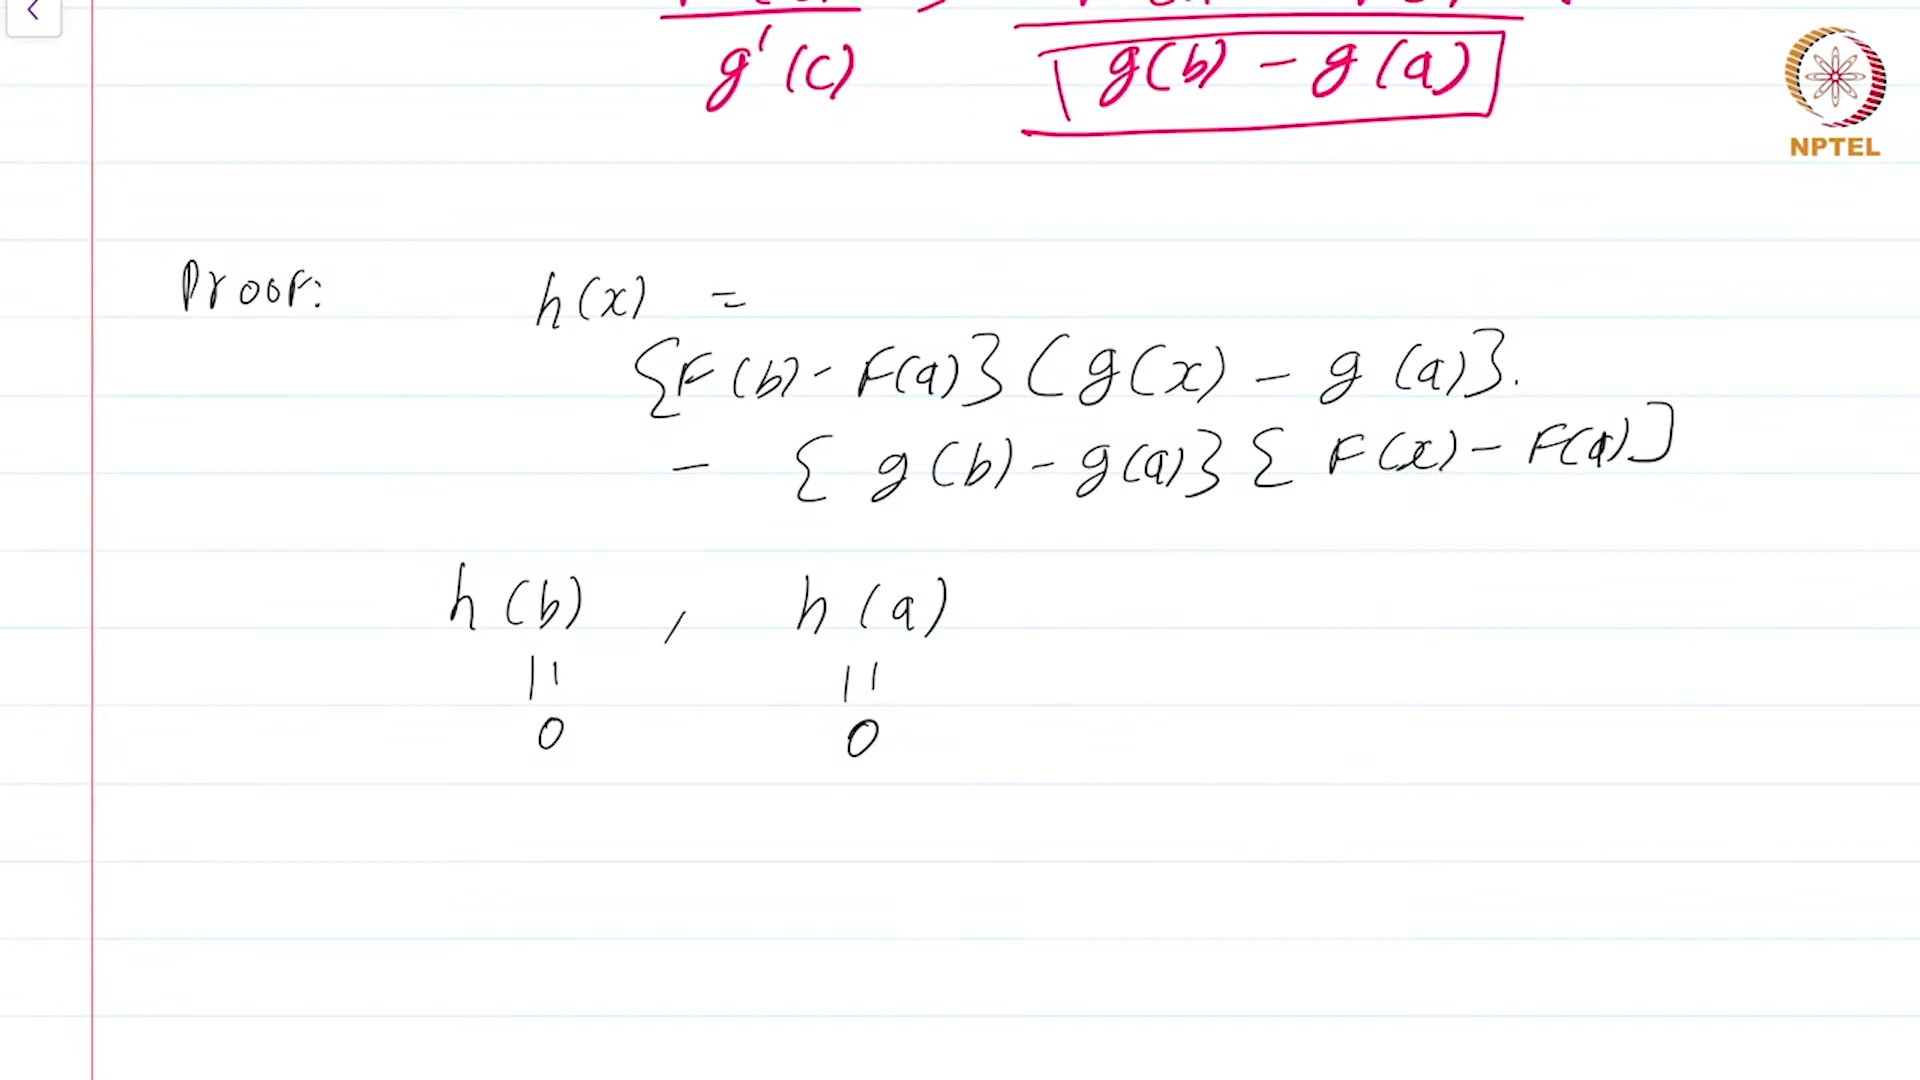 g'(c) g(b) - g(a)
NPTEL
Proof: h(x) =
{F(b) - F(a)} (g(x) - g(a)}.
- { g(b) - g(a)} { F(x) - F(a)]
h(b) , h(a)
|| ||
0 0